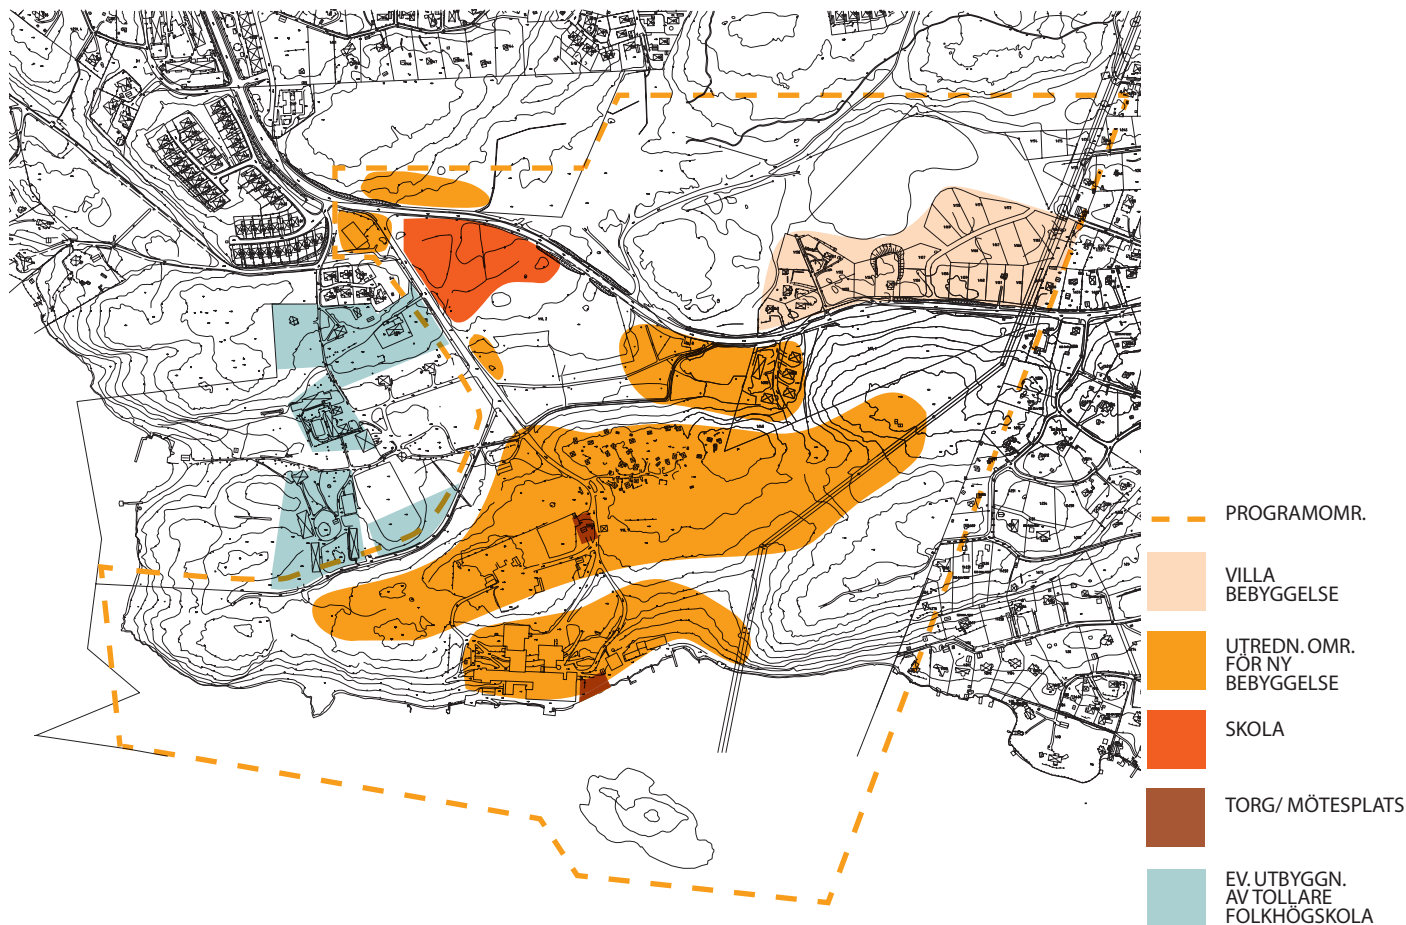 PROGRAMOMR.
VILLA
BEBYGGELSE
UTREDN. OMR.
FÖR NY
BEBYGGELSE
SKOLA
TORG/ MÖTESPLATS
EV. UTBYGGN.
AV TOLLARE
FOLKHÖGSKOLA